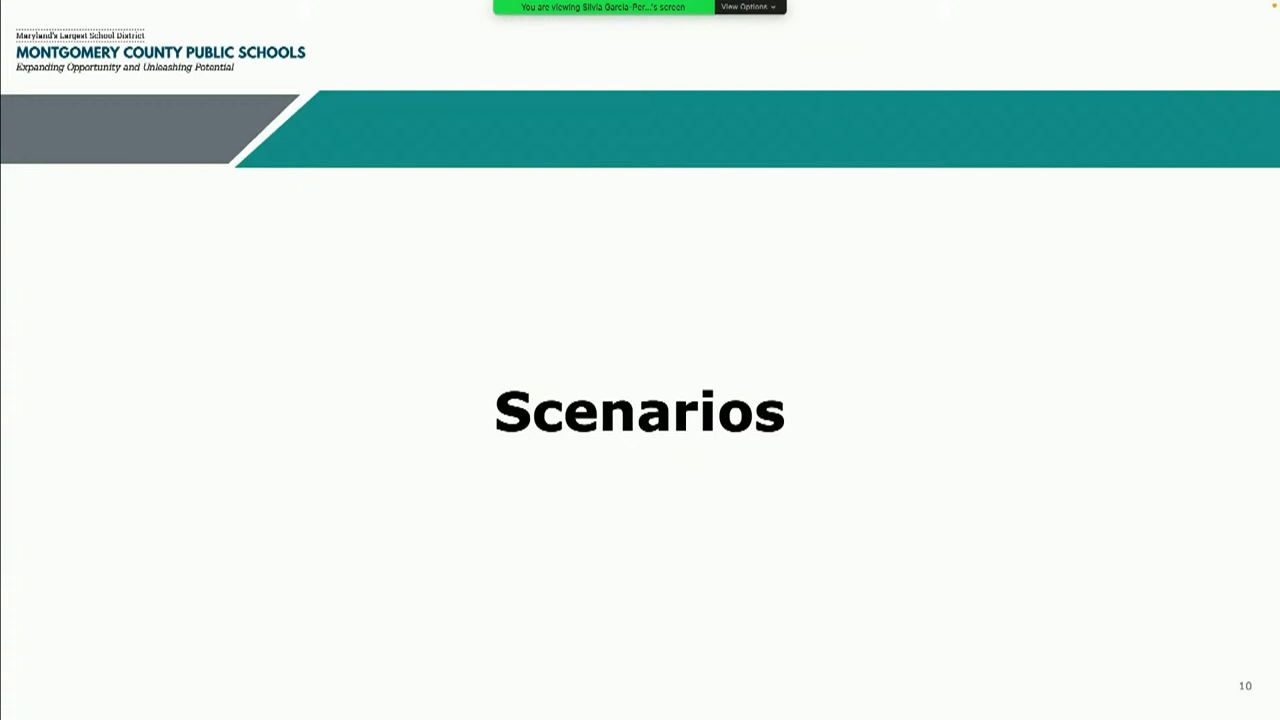 You are viewing Silvia Garcia-Per...'s screen
View Options
Maryland's Largest School District
MONTGOMERY COUNTY PUBLIC SCHOOLS
Expanding Opportunity and Unleashing Potential
Scenarios
10